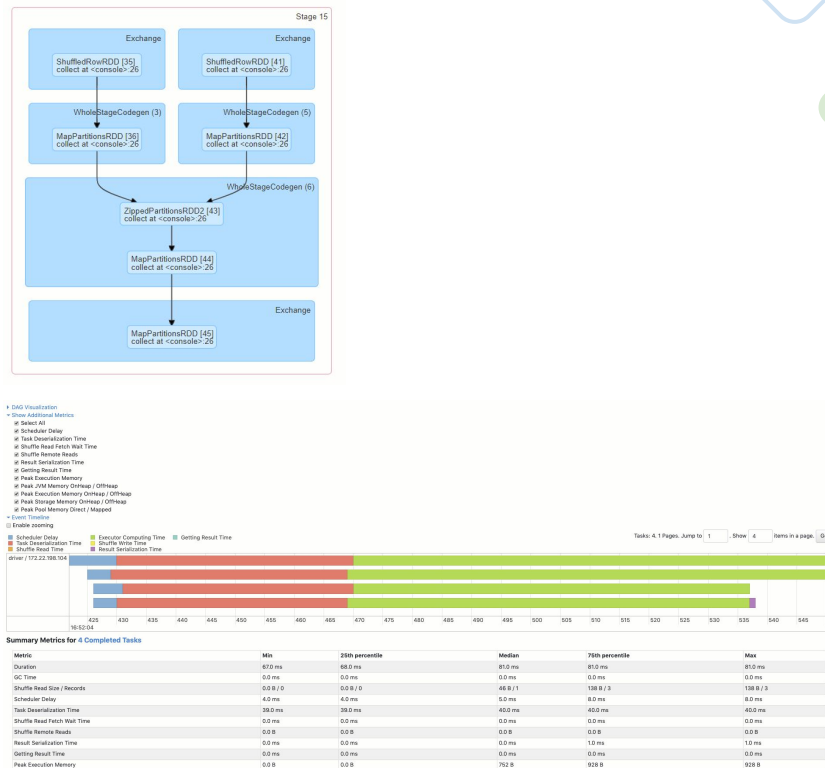 Stage 15
Exchange
Exchange
ShuffledRowRDD [35]
collect at <console>:26
ShuffledRowRDD [41]
collect at <console>:26
WholeStageCodegen (3)
WholeStageCodegen (5)
MapPartitionsRDD [36]
collect at <console>:26
MapPartitionsRDD [42]
collect at <console>:26
WholeStageCodegen (6)
ZippedPartitionsRDD2 [43]
collect at <console>:26
MapPartitionsRDD [44]
collect at <console>:26
Exchange
MapPartitionsRDD [45]
collect at <console>:26
DAG Visualization
Show Additional Metrics
Select All
Scheduler Delay
Task Deserialization Time
Shuffle Read Fetch Wait Time
Shuffle Remote Reads
Result Serialization Time
Getting Result Time
Peak Execution Memory
Peak JVM Memory OnHeap / OffHeap
Peak Execution Memory OnHeap / OffHeap
Peak Storage Memory OnHeap / OffHeap
Peak Pool Memory Direct / Mapped
Event Timeline
Enable zooming
Scheduler Delay Executor Computing Time Getting Result Time
Task Deserialization Time Shuffle Write Time
Shuffle Read Time Result Serialization Time
Tasks: 4. 1 Pages. Jump to 1 . Show 4 items in a page. G
driver / 172.22.198.104
425 430 435 440 445 450 455 460 465 470 475 480 485 490 495 500 505 510 515 520 525 530 535 540 545
16:52:04
Summary Metrics for 4 Completed Tasks
Metric Min 25th percentile Median 75th percentile Max
Duration 67.0 ms 68.0 ms 81.0 ms 81.0 ms 81.0 ms
GC Time 0.0 ms 0.0 ms 0.0 ms 0.0 ms 0.0 ms
Shuffle Read Size / Records 0.0 B / 0 0.0 B / 0 46 B / 1 138 B / 3 138 B / 3
Scheduler Delay 4.0 ms 4.0 ms 5.0 ms 8.0 ms 8.0 ms
Task Deserialization Time 39.0 ms 39.0 ms 40.0 ms 40.0 ms 40.0 ms
Shuffle Read Fetch Wait Time 0.0 ms 0.0 ms 0.0 ms 0.0 ms 0.0 ms
Shuffle Remote Reads 0.0 B 0.0 B 0.0 B 0.0 B 0.0 B
Result Serialization Time 0.0 ms 0.0 ms 0.0 ms 1.0 ms 1.0 ms
Getting Result Time 0.0 ms 0.0 ms 0.0 ms 0.0 ms 0.0 ms
Peak Execution Memory 0.0 B 0.0 B 752 B 928 B 928 B